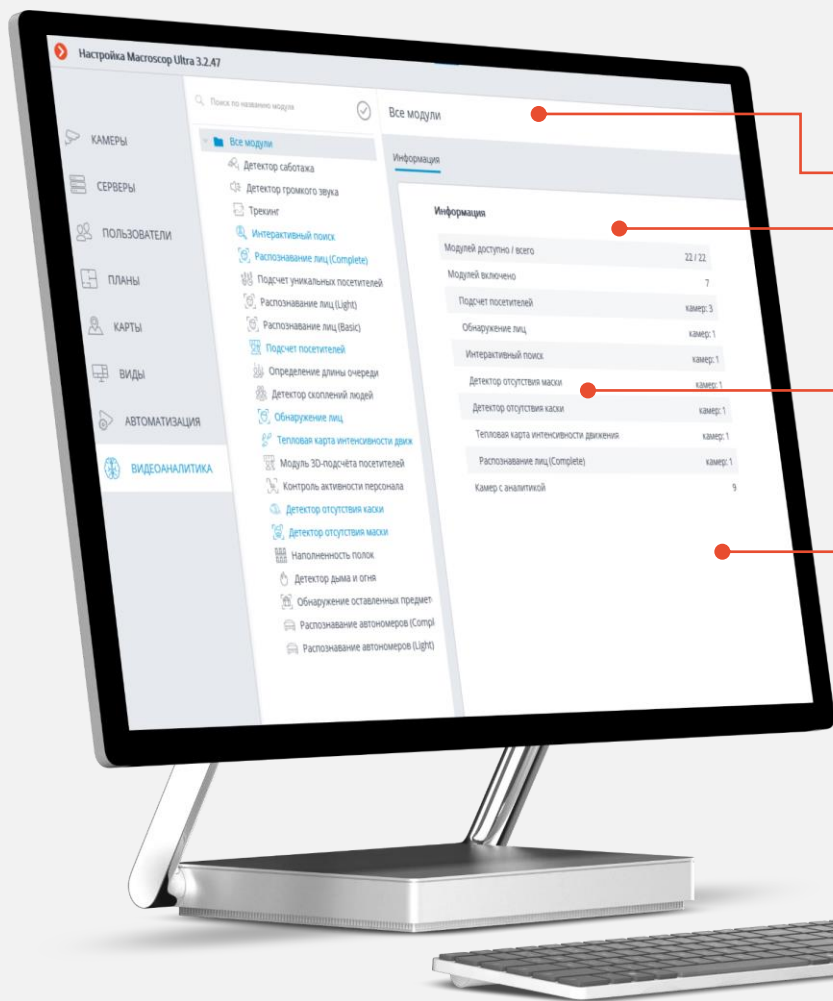 Настройка Macroscop Ultra 3.2.47
КАМЕРЫ
СЕРВЕРЫ
ПОЛЬЗОВАТЕЛИ
ПЛАНЫ
КАРТЫ
ВИДЫ
АВТОМАТИЗАЦИЯ
ВИДЕОАНАЛИТИКА
Поиск по названию модуля
Все модули
Детектор саботажа
Детектор громкого звука
Трекинг
Интерактивный поиск
Распознавание лиц (Complete)
Подсчет уникальных посетителей
Распознавание лиц (Light)
Распознавание лиц (Basic)
Подсчет посетителей
Определение длины очереди
Детектор скоплений людей
Обнаружение лиц
Тепловая карта интенсивности движ
Модуль 3D-подсчёта посетителей
Контроль активности персонала
Детектор отсутствия каски
Детектор отсутствия маски
Наполненность полок
Детектор дыма и огня
Обнаружение оставленных предмет
Распознавание автономеров (Compl
Распознавание автономеров (Light)
Все модули
Информация
Информация
Модулей доступно / всего 22 / 22
Модулей включено 7
Подсчет посетителей камер: 3
Обнаружение лиц камер: 1
Интерактивный поиск камер: 1
Детектор отсутствия маски камер: 1
Детектор отсутствия каски камер: 1
Тепловая карта интенсивности движения камер: 1
Распознавание лиц (Complete) камер: 1
Камер с аналитикой 9